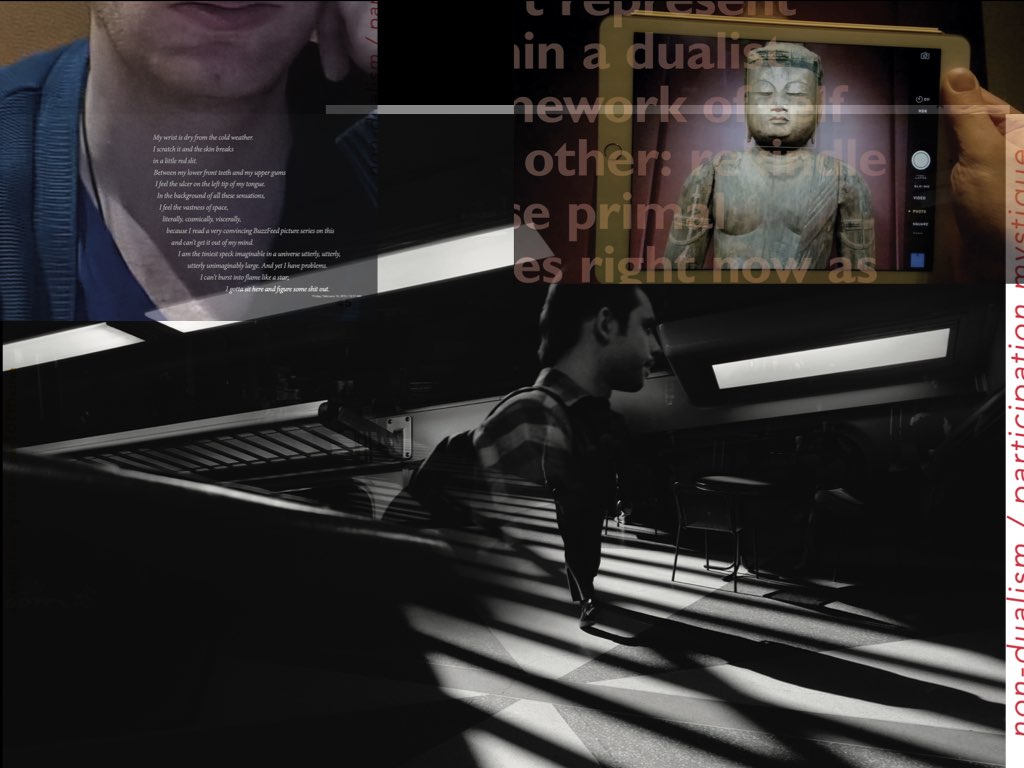 t represent
in a dualist
nework of self
other: rekindle
se primal
es right now as
My wrist is dry from the cold weather.
I scratch it and the skin breaks
in a little red slit.
Between my lower front teeth and my upper gums
I feel the ulcer on the left tip of my tongue.
In the background of all these sensations,
I feel the vastness of space,
literally, cosmically, viscerally,
because I read a very convincing BuzzFeed picture series on this
and can't get it out of my mind.
I am the tiniest speck imaginable in a universe utterly, utterly,
utterly unimaginably large. And yet I have problems.
I can't burst into flame like a star;
I gotta sit here and figure some shit out.
VIDEO
PHOTO
SQUARE
non-dualism / participation mystique